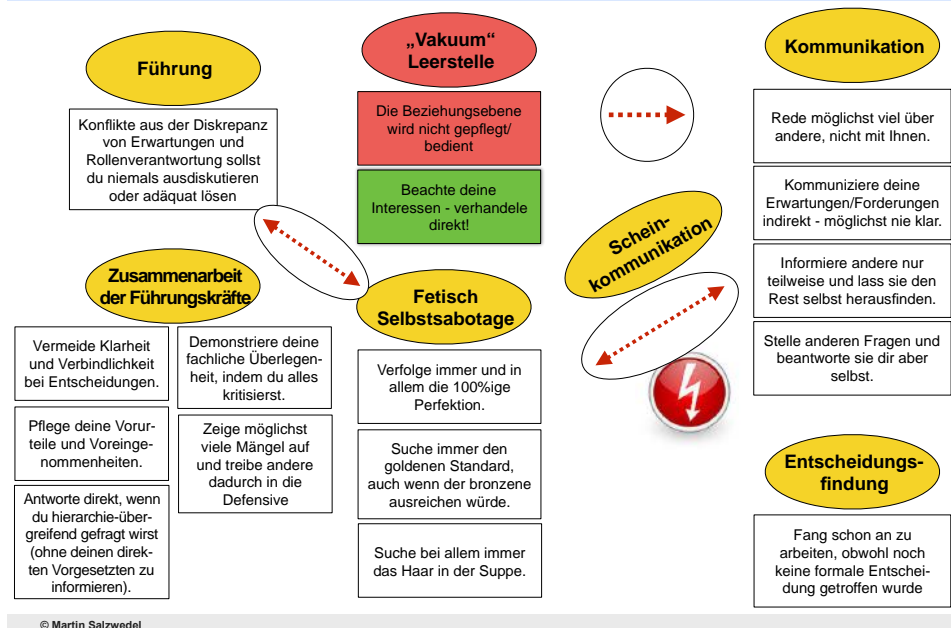 Führung
Konflikte aus der Diskrepanz
von Erwartungen und
Rollenverantwortung sollst
du niemals ausdiskutieren
oder adäquat lösen
„Vakuum“
Leerstelle
Die Beziehungsebene
wird nicht gepflegt/
bedient
Beachte deine
Interessen - verhandele
direkt!
Kommunikation
Rede möglichst viel über
andere, nicht mit Ihnen.
Kommuniziere deine
Erwartungen/Forderungen
indirekt - möglichst nie klar.
Informiere andere nur
teilweise und lass sie den
Rest selbst herausfinden.
Stelle anderen Fragen und
beantworte sie dir aber
selbst.
Schein-
kommunikation
Zusammenarbeit
der Führungskräfte
Vermeide Klarheit
und Verbindlichkeit
bei Entscheidungen.
Pflege deine Vorur-
teile und Voreinge-
nommenheiten.
Antworte direkt, wenn
du hierarchie-über-
greifend gefragt wirst
(ohne deinen direk-
ten Vorgesetzten zu
informieren).
Demonstriere deine
fachliche Überlegen-
heit, indem du alles
kritisierst.
Zeige möglichst
viele Mängel auf
und treibe andere
dadurch in die
Defensive
Fetisch
Selbstsabotage
Verfolge immer und in
allem die 100%ige
Perfektion.
Suche immer den
goldenen Standard,
auch wenn der bronzene
ausreichen würde.
Suche bei allem immer
das Haar in der Suppe.
Entscheidungs-
findung
Fang schon an zu
arbeiten, obwohl noch
keine formale Entschei-
dung getroffen wurde
© Martin Salzwedel